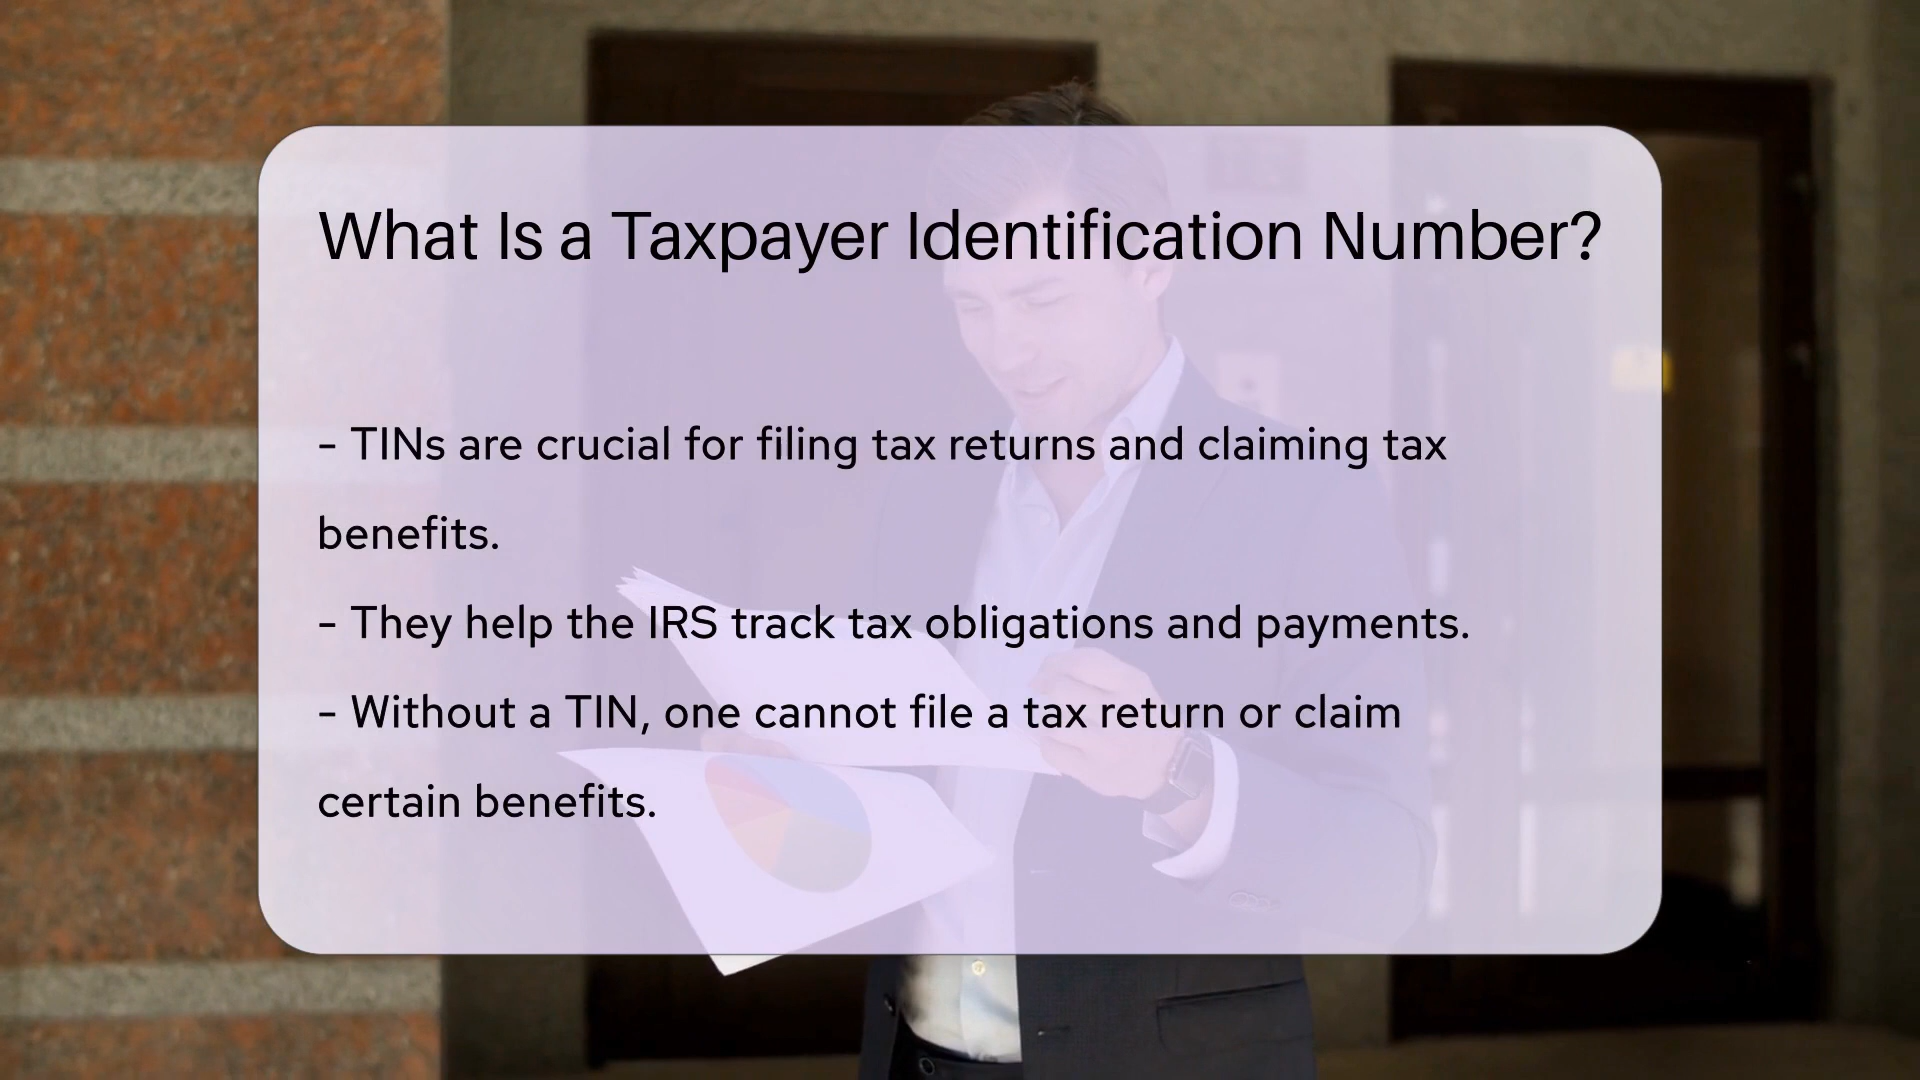 What Is a Taxpayer Identification Number?
- TINs are crucial for filing tax returns and claiming tax
benefits.
- They help the IRS track tax obligations and payments.
- Without a TIN, one cannot file a tax return or claim
certain benefits.